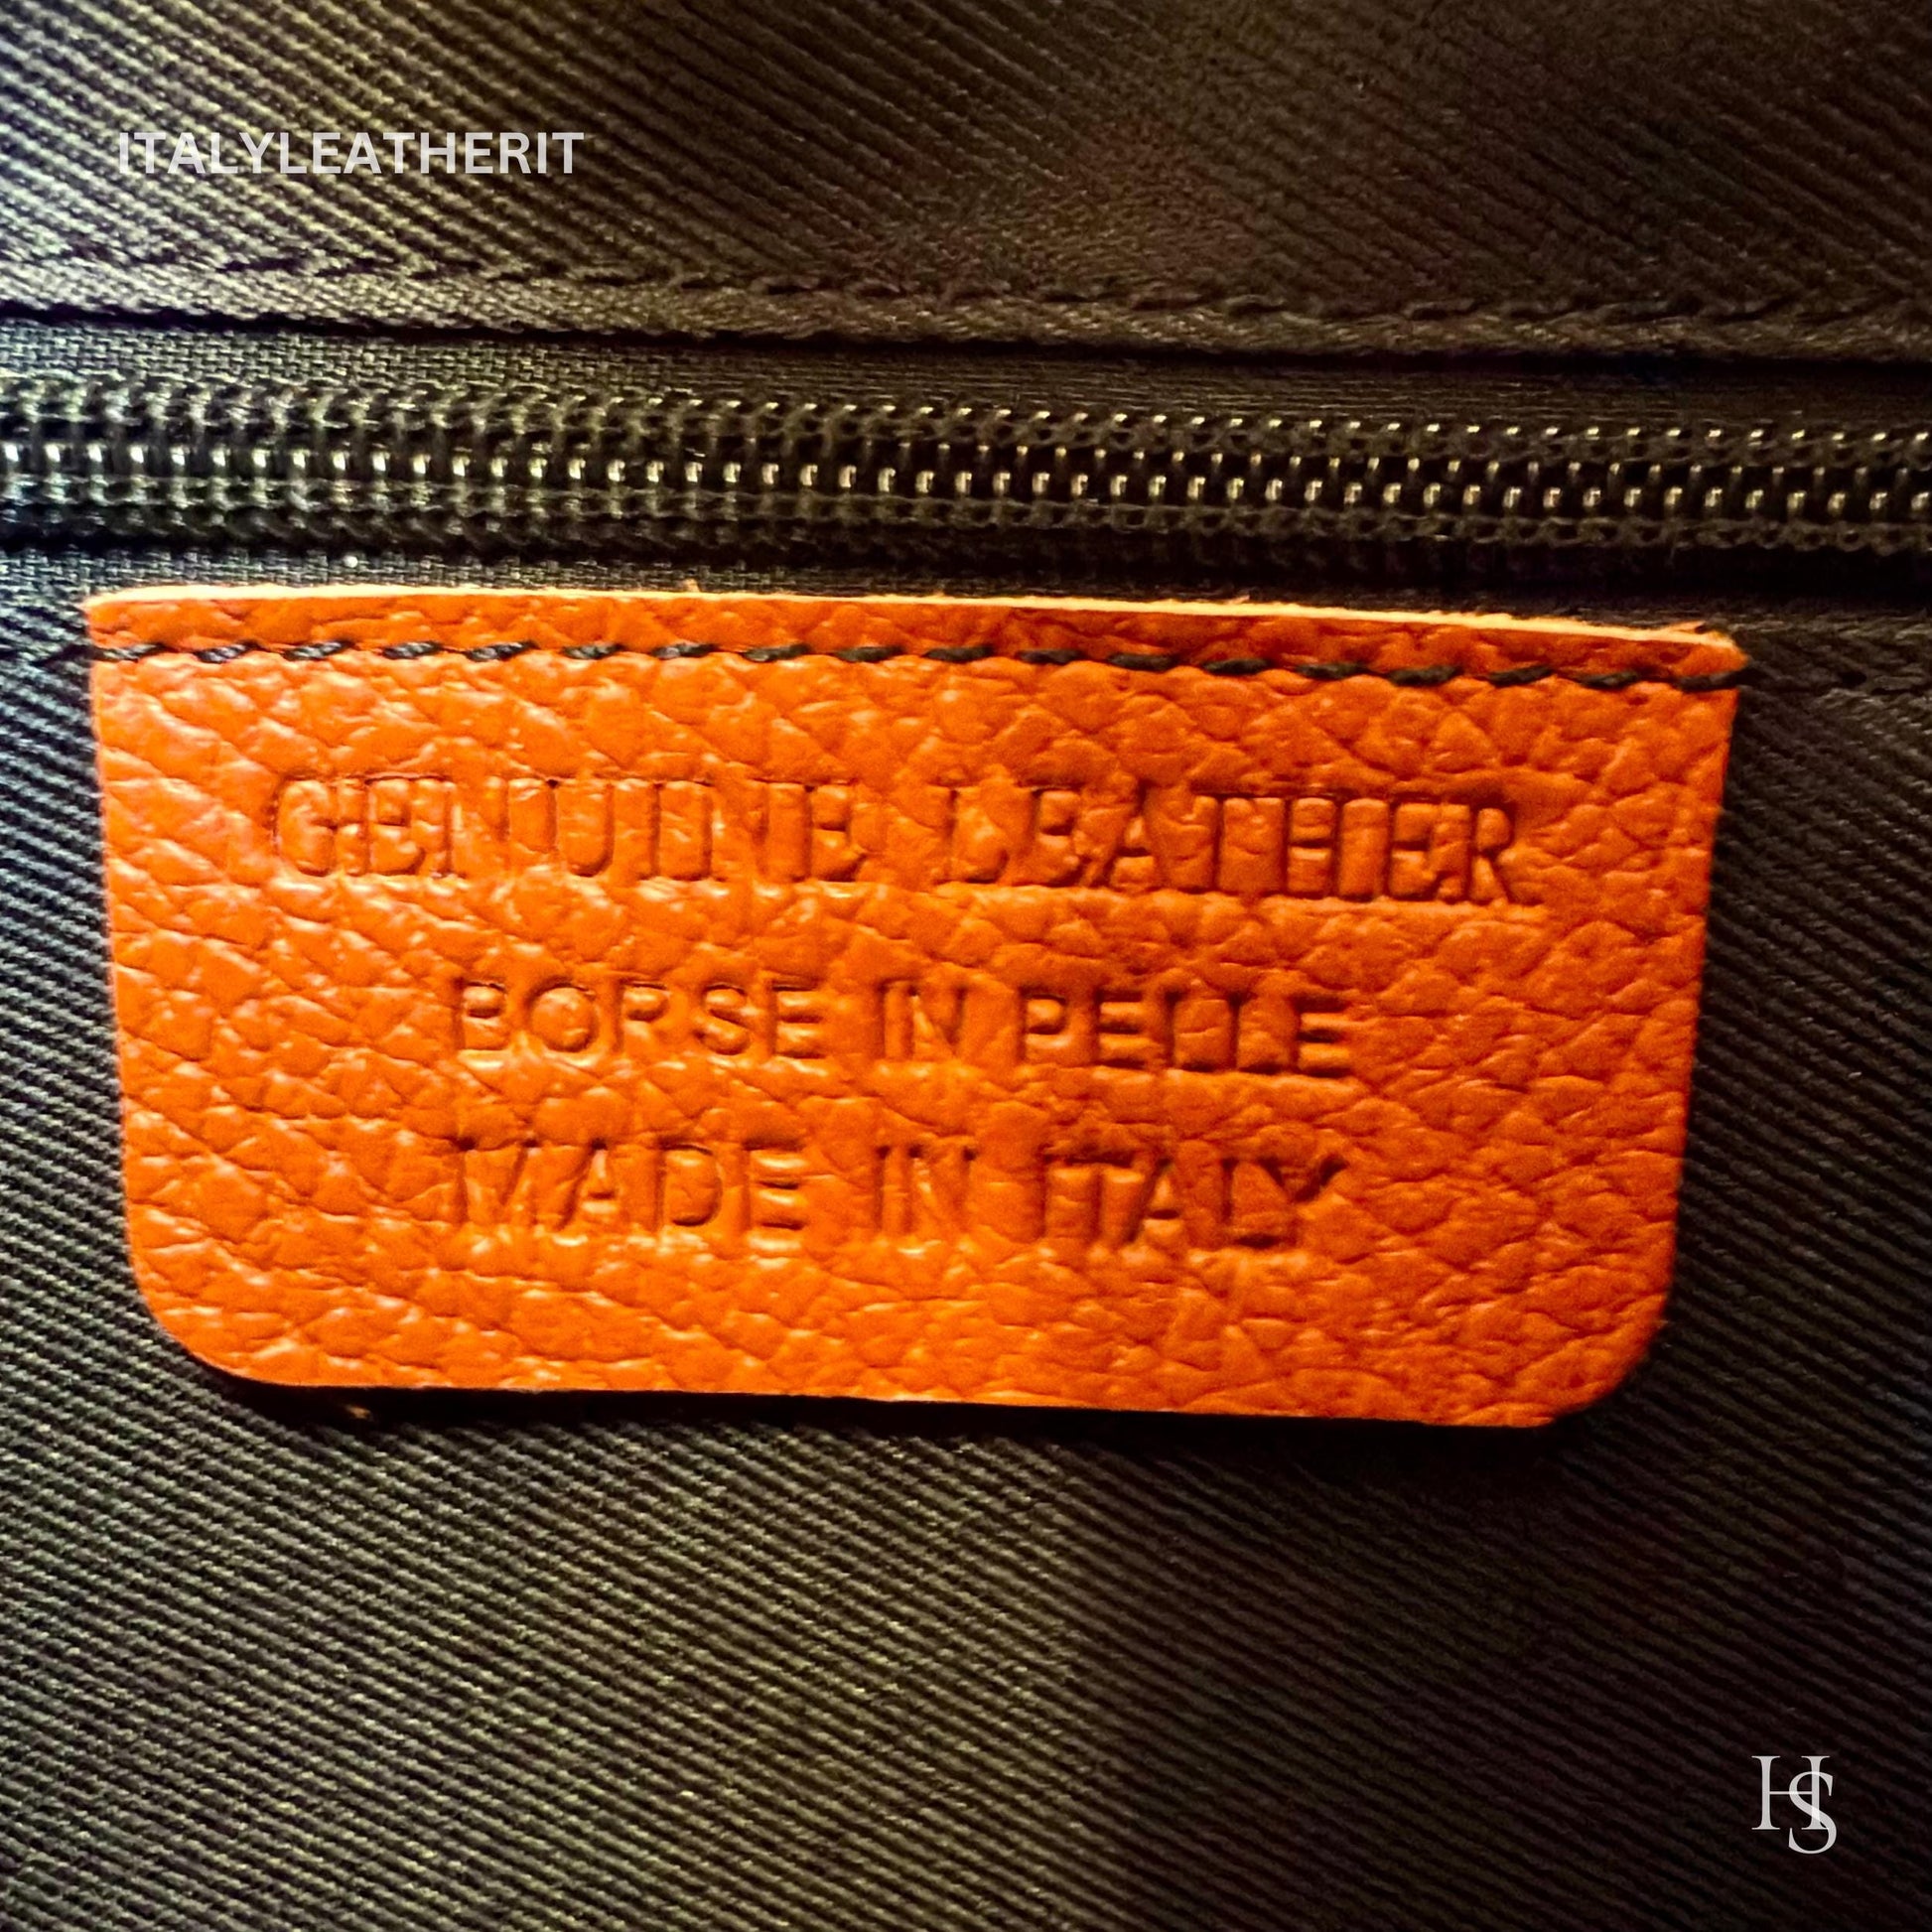 ITALYLEATHERIT
GENUINE LEATHER
BORSE IN PELLE
MADE IN ITALY
HS